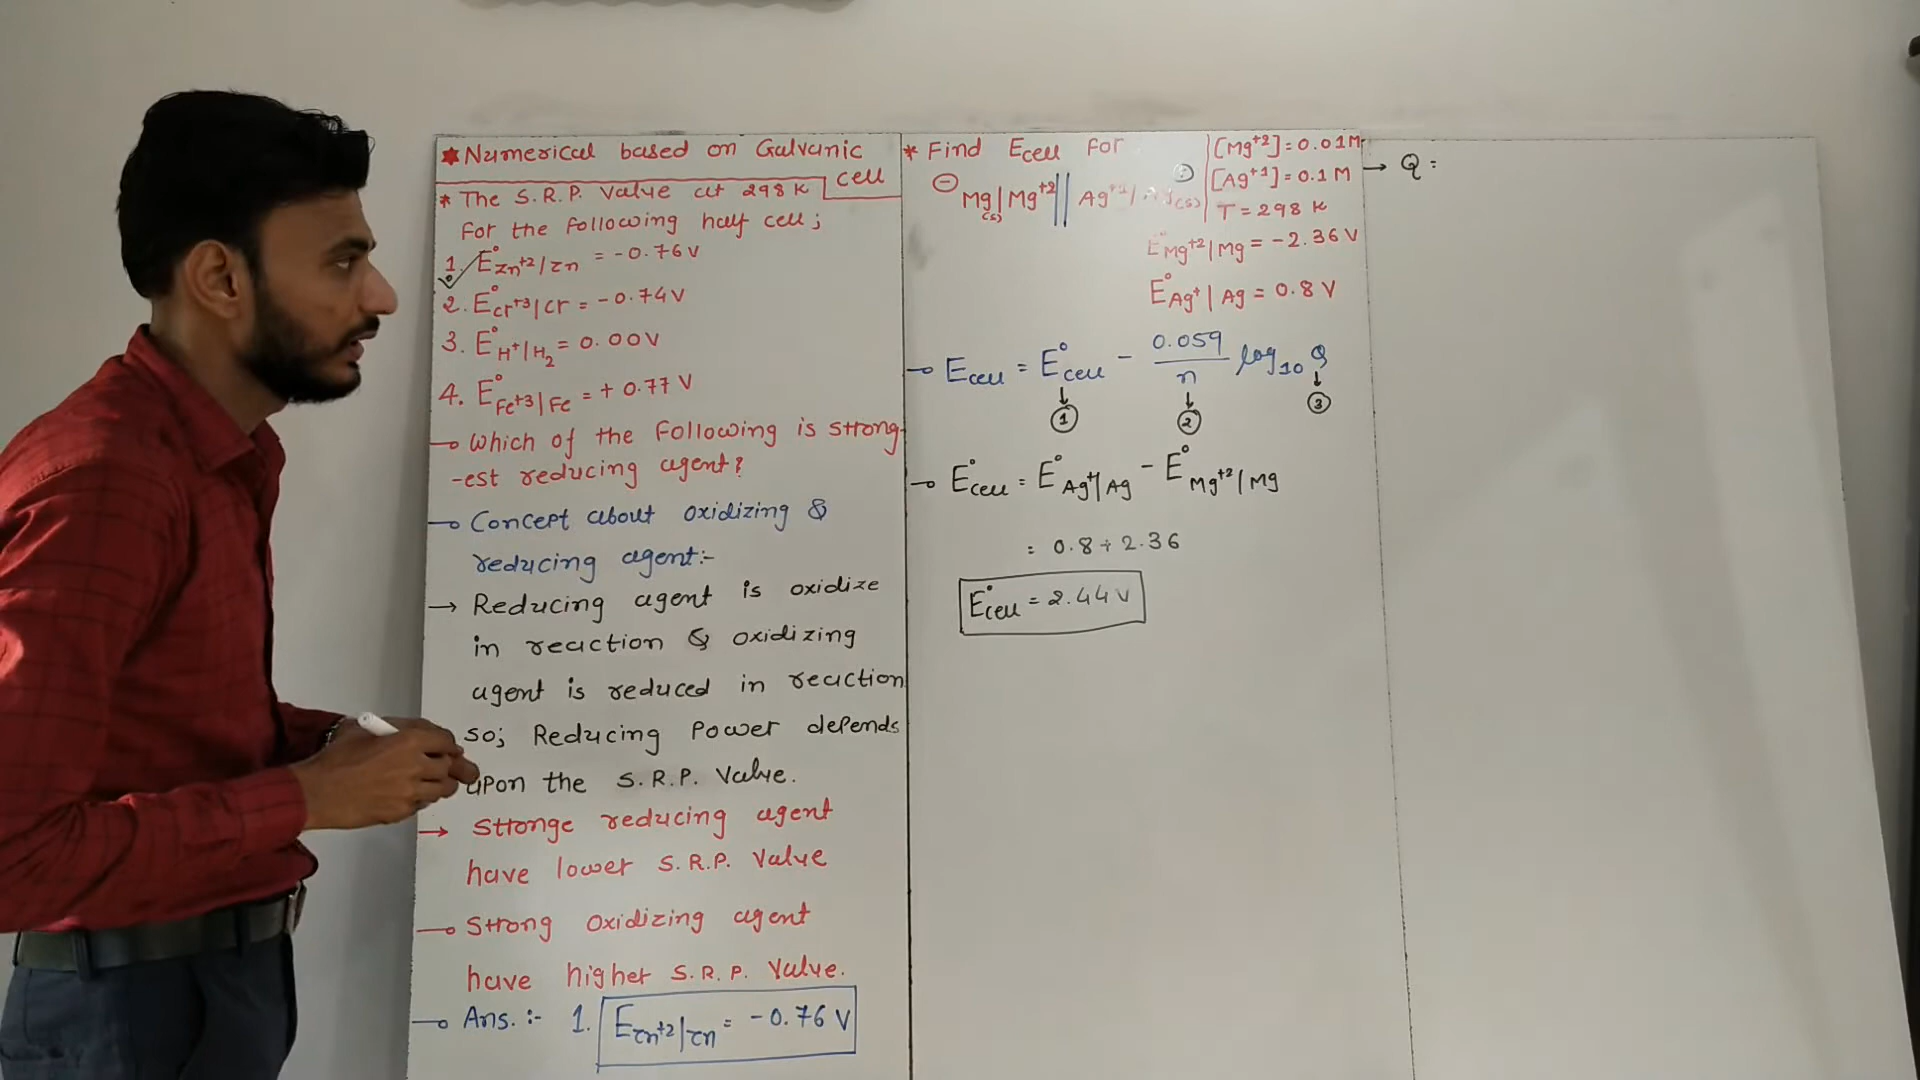 * Numerical based on Galvanic cell
* The S.R.P. Value at 298 K
for the following half cell;
1. E°Zn+2/Zn = -0.76 V
2. E°Cr+3/Cr = -0.74 V
3. E°H+/H2 = 0.00 V
4. E°Fe+3/Fe = + 0.77 V
→ Which of the following is strong-
-est reducing agent?
→ Concept about oxidizing &
reducing agent:-
→ Reducing agent is oxidize
in reaction & oxidizing
agent is reduced in reaction
so; Reducing Power depends
upon the S.R.P. Value.
→ Stronge reducing agent
have lower S.R.P. Value
→ Strong oxidizing agent
have higher S.R.P. Value.
→ Ans. :- 1. EZn+2/Zn = -0.76 V
* Find Ecell for
⊖ Mg(s)|Mg+2||Ag+1/Ag(s)
[Mg+2] = 0.01 M
[Ag+1] = 0.1 M
T = 298 K
E°Mg+2|Mg = -2.36 V
E°Ag+|Ag = 0.8 V
→ Ecell = E°cell - 0.059/n log10 Q
↓ ① ↓ ② ↓ ③
→ E°cell = E°Ag+/Ag - E°Mg+2/Mg
= 0.8 + 2.36
E°cell = 2.44 V
→ Q =